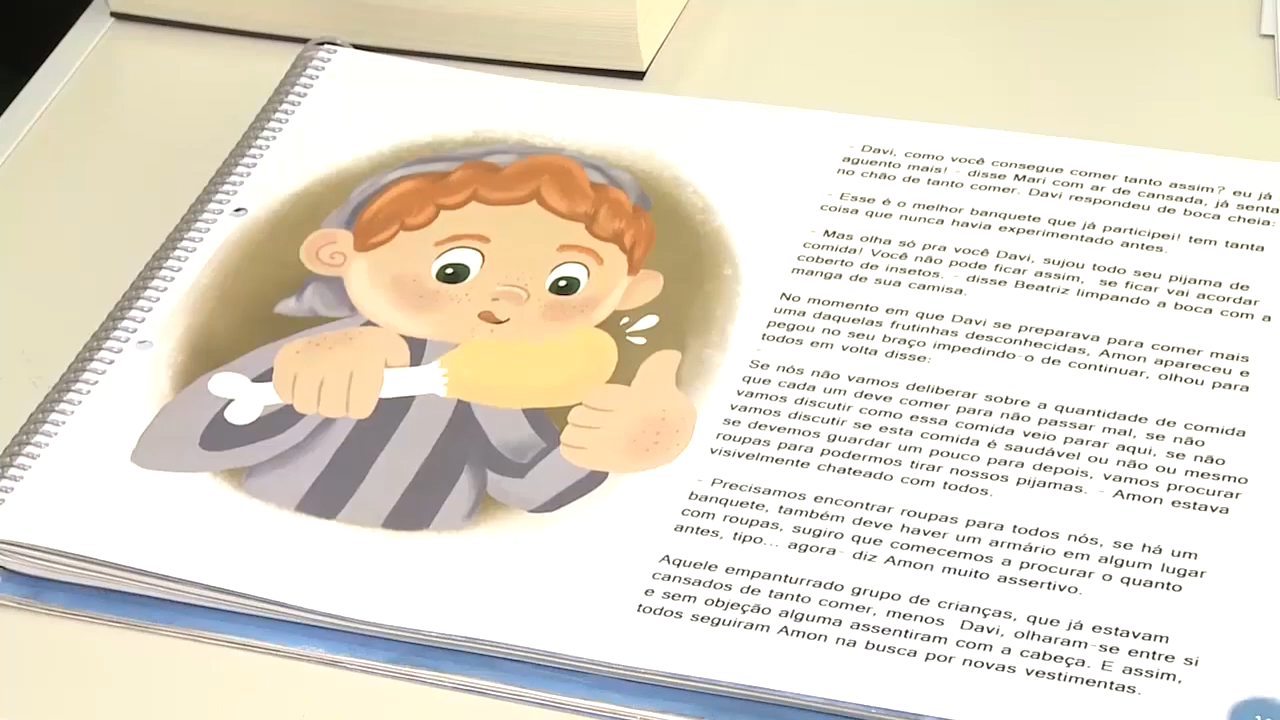 - Davi, como você consegue comer tanto assim? eu já
aguento mais! - disse Mari com ar de cansada, já senta
no chão de tanto comer. Davi respondeu de boca cheia:
- Esse é o melhor banquete que já participei! tem tanta
coisa que nunca havia experimentado antes.
- Mas olha só pra você Davi, sujou todo seu pijama de
comida! Você não pode ficar assim, se ficar vai acordar
coberto de insetos. - disse Beatriz limpando a boca com a
manga de sua camisa.
No momento em que Davi se preparava para comer mais
uma daquelas frutinhas desconhecidas, Amon apareceu e
pegou no seu braço impedindo-o de continuar, olhou para
todos em volta disse:
-
Se nós não vamos deliberar sobre a quantidade de comida
que cada um deve comer para não passar mal, se não
vamos discutir como essa comida veio parar aqui, se não
vamos discutir se esta comida é saudável ou não ou mesmo
se devemos guardar um pouco para depois, vamos procurar
roupas para podermos tirar nossos pijamas. - Amon estava
visivelmente chateado com todos.
- Precisamos encontrar roupas para todos nós, se há um
banquete, também deve haver um armário em algum lugar
com roupas, sugiro que comecemos a procurar o quanto
antes, tipo... agora- diz Amon muito assertivo.
Aquele empanturrado grupo de crianças, que já estavam
cansados de tanto comer, menos Davi, olharam-se entre si
e sem objeção alguma assentiram com a cabeça. E assim,
todos seguiram Amon na busca por novas vestimentas.